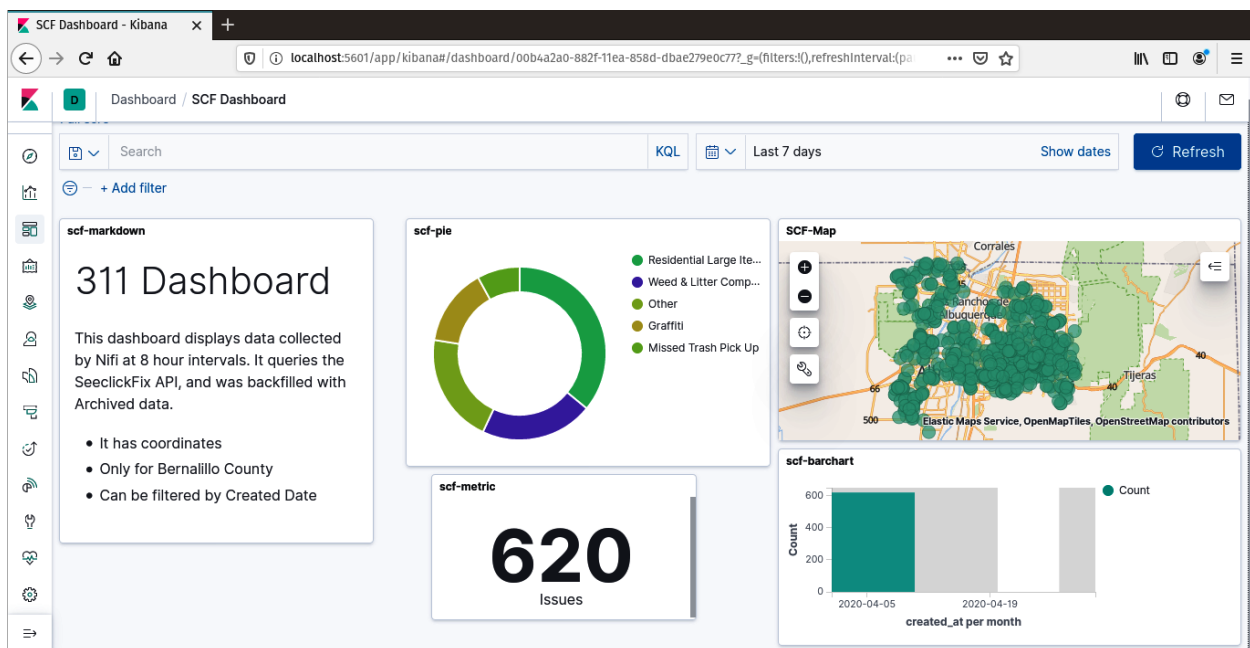 SCF Dashboard - Kibana
localhost:5601/app/kibana#/dashboard/00b4a2a0-882f-11ea-858d-dbae279e0c77?_g=(filters:!(),refreshInterval:(pa
D
Dashboard / SCF Dashboard
Search
KQL
Last 7 days
Show dates
Refresh
+ Add filter
scf-markdown
311 Dashboard
This dashboard displays data collected
by Nifi at 8 hour intervals. It queries the
SeeclickFix API, and was backfilled with
Archived data.
It has coordinates
Only for Bernalillo County
Can be filtered by Created Date
scf-pie
Residential Large Ite...
Weed & Litter Comp...
Other
Graffiti
Missed Trash Pick Up
scf-metric
620
Issues
SCF-Map
Corrales
45
Ranchos de
Albuquerque
40
Tijeras
40
66
500
Elastic Maps Service, OpenMapTiles, OpenStreetMap contributors
scf-barchart
Count
Count
600
400
200
0
2020-04-05
2020-04-19
created_at per month